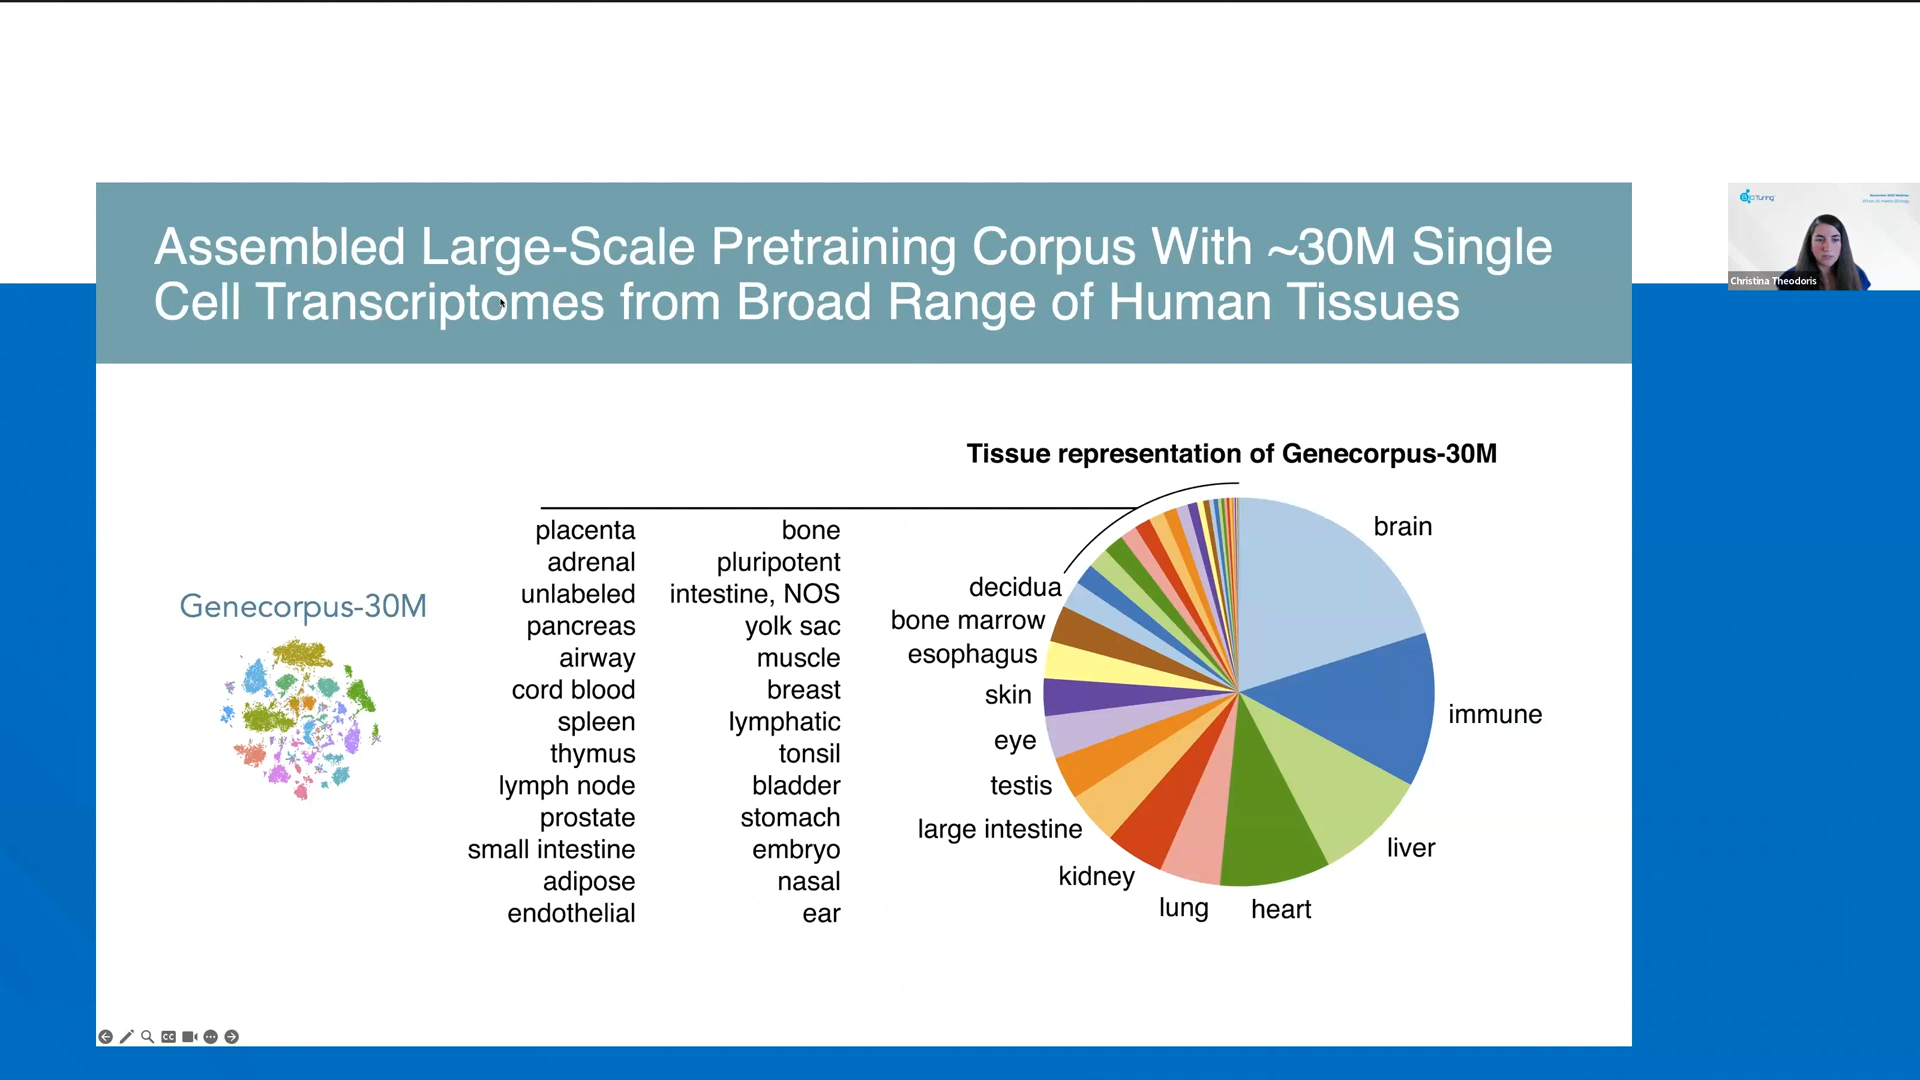 Assembled Large-Scale Pretraining Corpus With ~30M Single
Cell Transcriptomes from Broad Range of Human Tissues
Christina Theodoris
Tissue representation of Genecorpus-30M
Genecorpus-30M
placenta
adrenal
unlabeled
pancreas
airway
cord blood
spleen
thymus
lymph node
prostate
small intestine
adipose
endothelial
bone
pluripotent
intestine, NOS
yolk sac
muscle
breast
lymphatic
tonsil
bladder
stomach
embryo
nasal
ear
decidua
bone marrow
esophagus
skin
eye
testis
large intestine
kidney
lung
heart
liver
immune
brain
CC